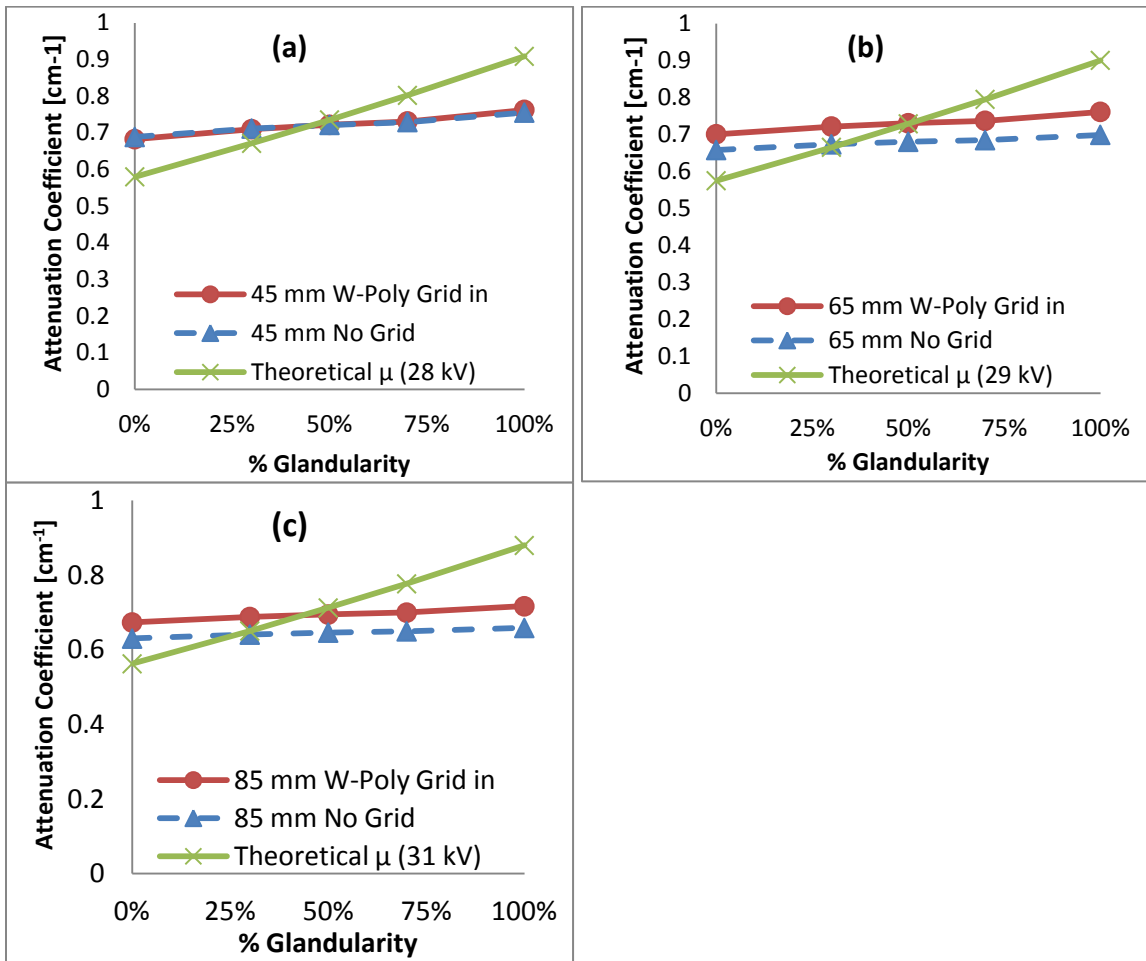 (a)
Attenuation Coefficient [cm-1]
1
0.9
0.8
0.7
0.6
0.5
0.4
0.3
0.2
0.1
0
45 mm W-Poly Grid in
45 mm No Grid
Theoretical µ (28 kV)
0% 25% 50% 75% 100%
% Glandularity
(b)
Attenuation Coefficient [cm-1]
1
0.9
0.8
0.7
0.6
0.5
0.4
0.3
0.2
0.1
0
65 mm W-Poly Grid in
65 mm No Grid
Theoretical µ (29 kV)
0% 25% 50% 75% 100%
% Glandularity
(c)
Attenuation Coefficient [cm⁻¹]
1
0.8
0.6
0.4
0.2
0
85 mm W-Poly Grid in
85 mm No Grid
Theoretical µ (31 kV)
0% 25% 50% 75% 100%
% Glandularity